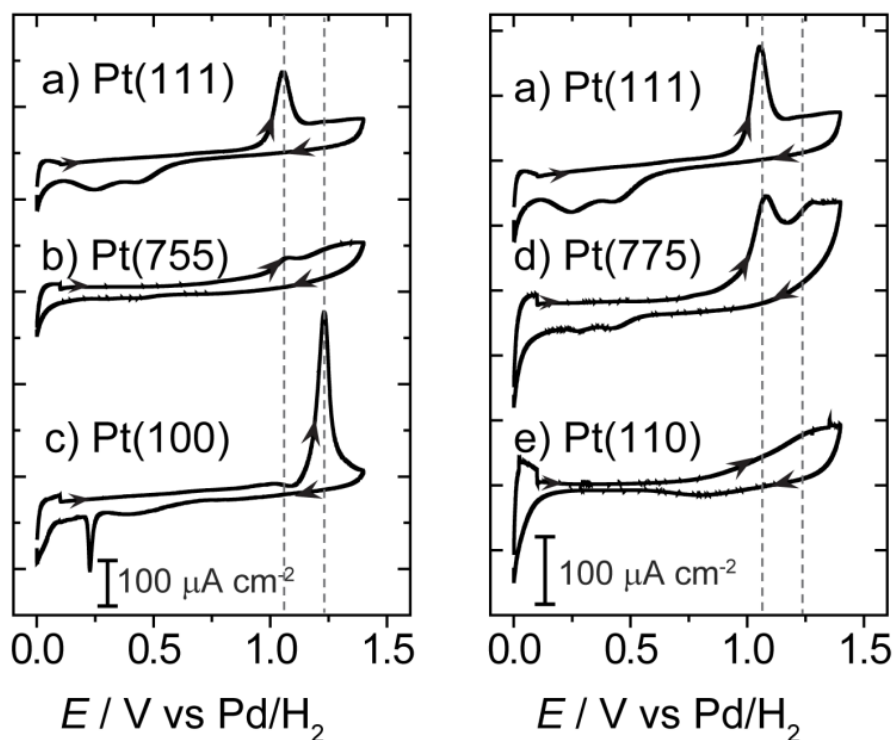 a) Pt(111)
b) Pt(755)
c) Pt(100)
100 μA cm-2
0.0 0.5 1.0 1.5
E / V vs Pd/H2
a) Pt(111)
d) Pt(775)
e) Pt(110)
100 μA cm-2
0.0 0.5 1.0 1.5
E / V vs Pd/H2